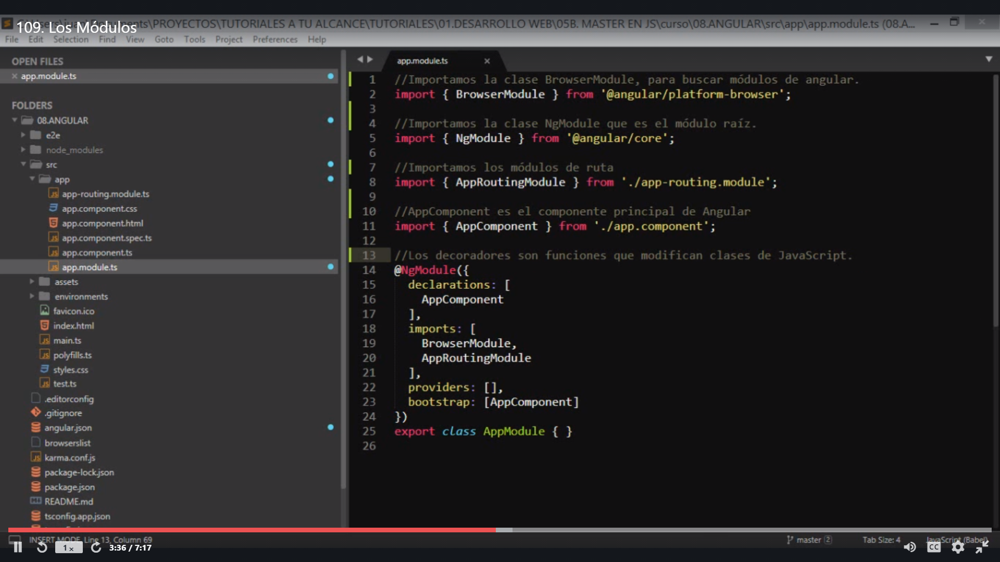 109. Los Módulos
\PROYECTOS\TUTORIALES A TU ALCANCE\TUTORIALES\01.DESARROLLO WEB\05B. MASTER EN JS\curso\08.ANGULAR\src\app\app.module.ts (08.A...
File Edit Selection Find View Goto Tools Project Preferences Help
OPEN FILES
app.module.ts
FOLDERS
08.ANGULAR
e2e
node_modules
src
app
app-routing.module.ts
app.component.css
app.component.html
app.component.spec.ts
app.component.ts
app.module.ts
assets
environments
favicon.ico
index.html
main.ts
polyfills.ts
styles.css
test.ts
.editorconfig
.gitignore
angular.json
browserslist
karma.conf.js
package-lock.json
package.json
README.md
tsconfig.app.json
app.module.ts
1 //Importamos la clase BrowserModule, para buscar módulos de angular.
2 import { BrowserModule } from '@angular/platform-browser';
3
4 //Importamos la clase NgModule que es el módulo raíz.
5 import { NgModule } from '@angular/core';
6
7 //Importamos los módulos de ruta
8 import { AppRoutingModule } from './app-routing.module';
9
10 //AppComponent es el componente principal de Angular
11 import { AppComponent } from './app.component';
12
13 //Los decoradores son funciones que modifican clases de JavaScript.
14 @NgModule({
15 declarations: [
16 AppComponent
17 ],
18 imports: [
19 BrowserModule,
20 AppRoutingModule
21 ],
22 providers: [],
23 bootstrap: [AppComponent]
24 })
25 export class AppModule { }
26
INSERT MODE, Line 13, Column 69
master 2
Tab Size: 4
JavaScript (Babel)
1 x
3:36 / 7:17
CC